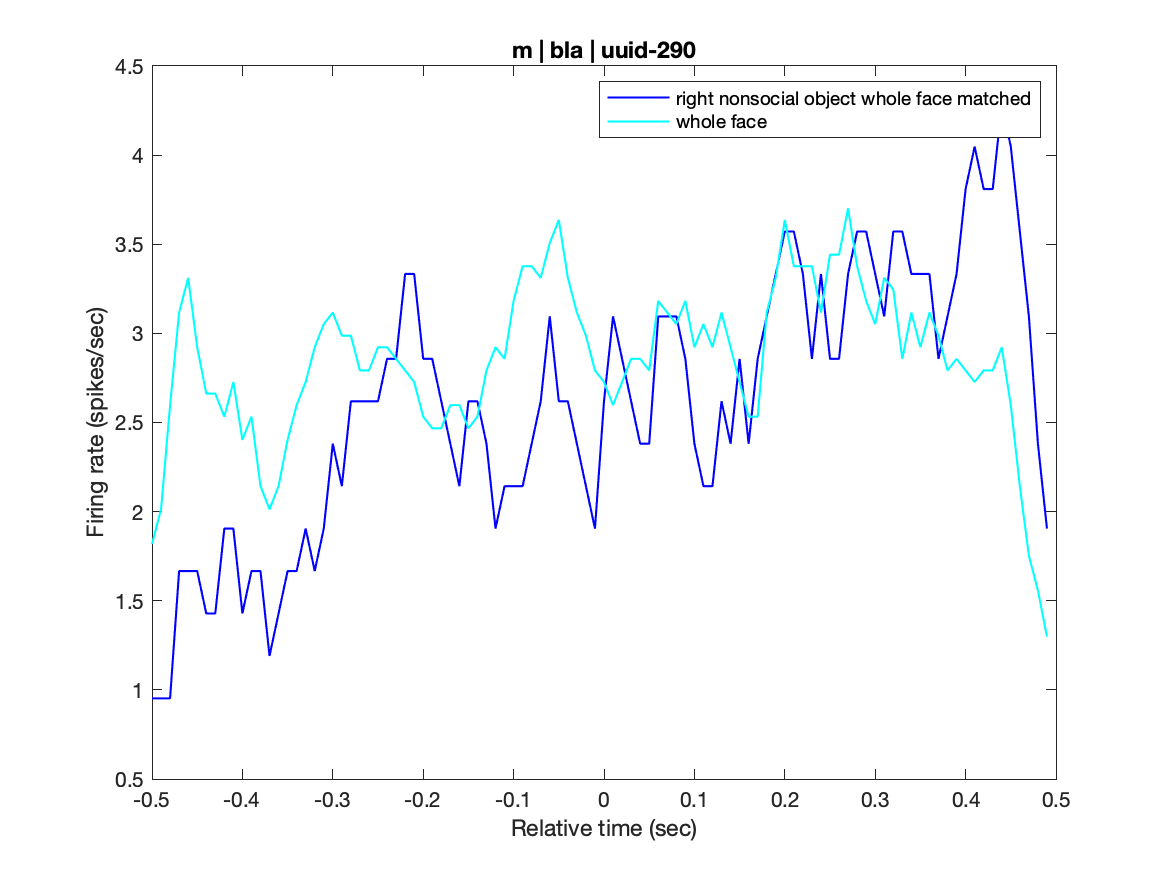 m | bla | uuid-290
right nonsocial object whole face matched
whole face
4.5
4
3.5
3
2.5
2
1.5
1
0.5
Firing rate (spikes/sec)
-0.5 -0.4 -0.3 -0.2 -0.1 0 0.1 0.2 0.3 0.4 0.5
Relative time (sec)